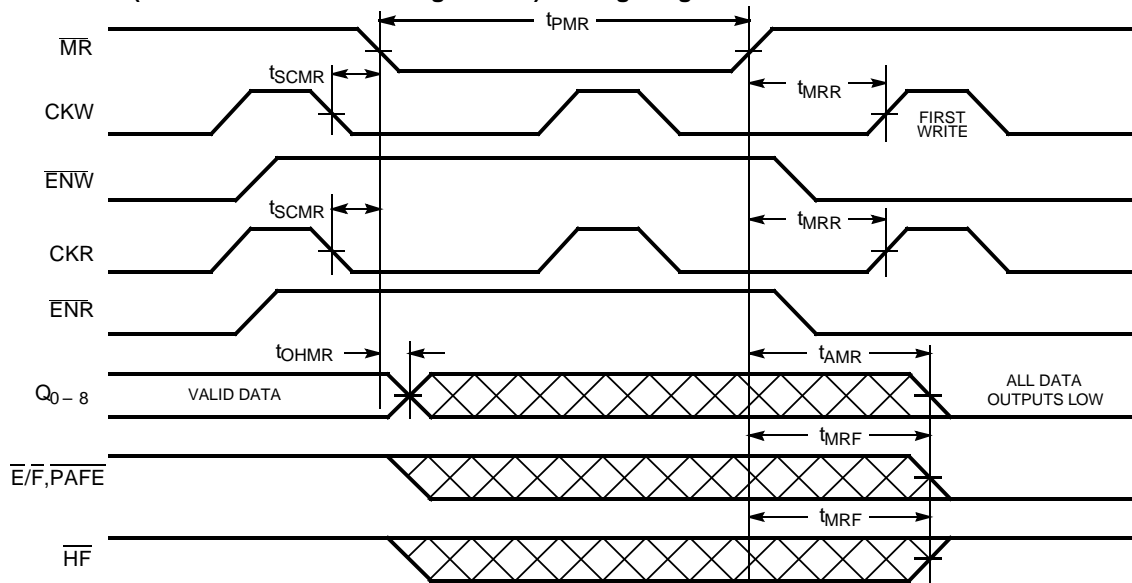 tPMR
MR
tSCMR
tMRR
CKW
FIRST
WRITE
ENW
tSCMR
tMRR
CKR
ENR
tOHMR
tAMR
Q0 – 8
VALID DATA
ALL DATA
OUTPUTS LOW
tMRF
E/F,PAFE
tMRF
HF